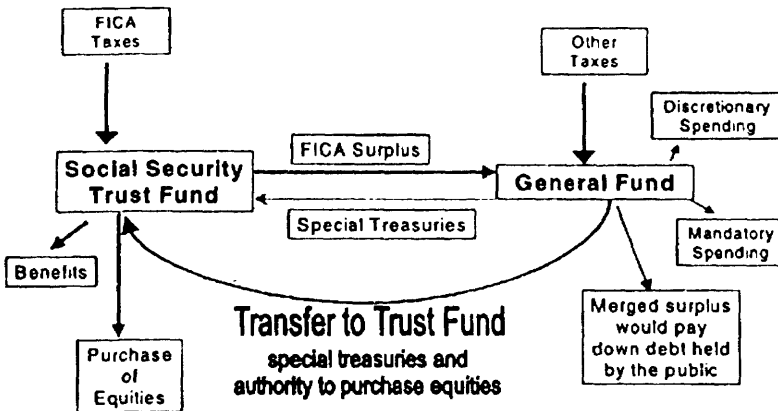 FICA
Taxes
Other
Taxes
Discretionary
Spending
FICA Surplus
Social Security
Trust Fund
General Fund
Special Treasuries
Mandatory
Spending
Benefits
Transfer to Trust Fund
special treasuries and
authority to purchase equities
Merged surplus
would pay
down debt held
by the public
Purchase
of
Equities